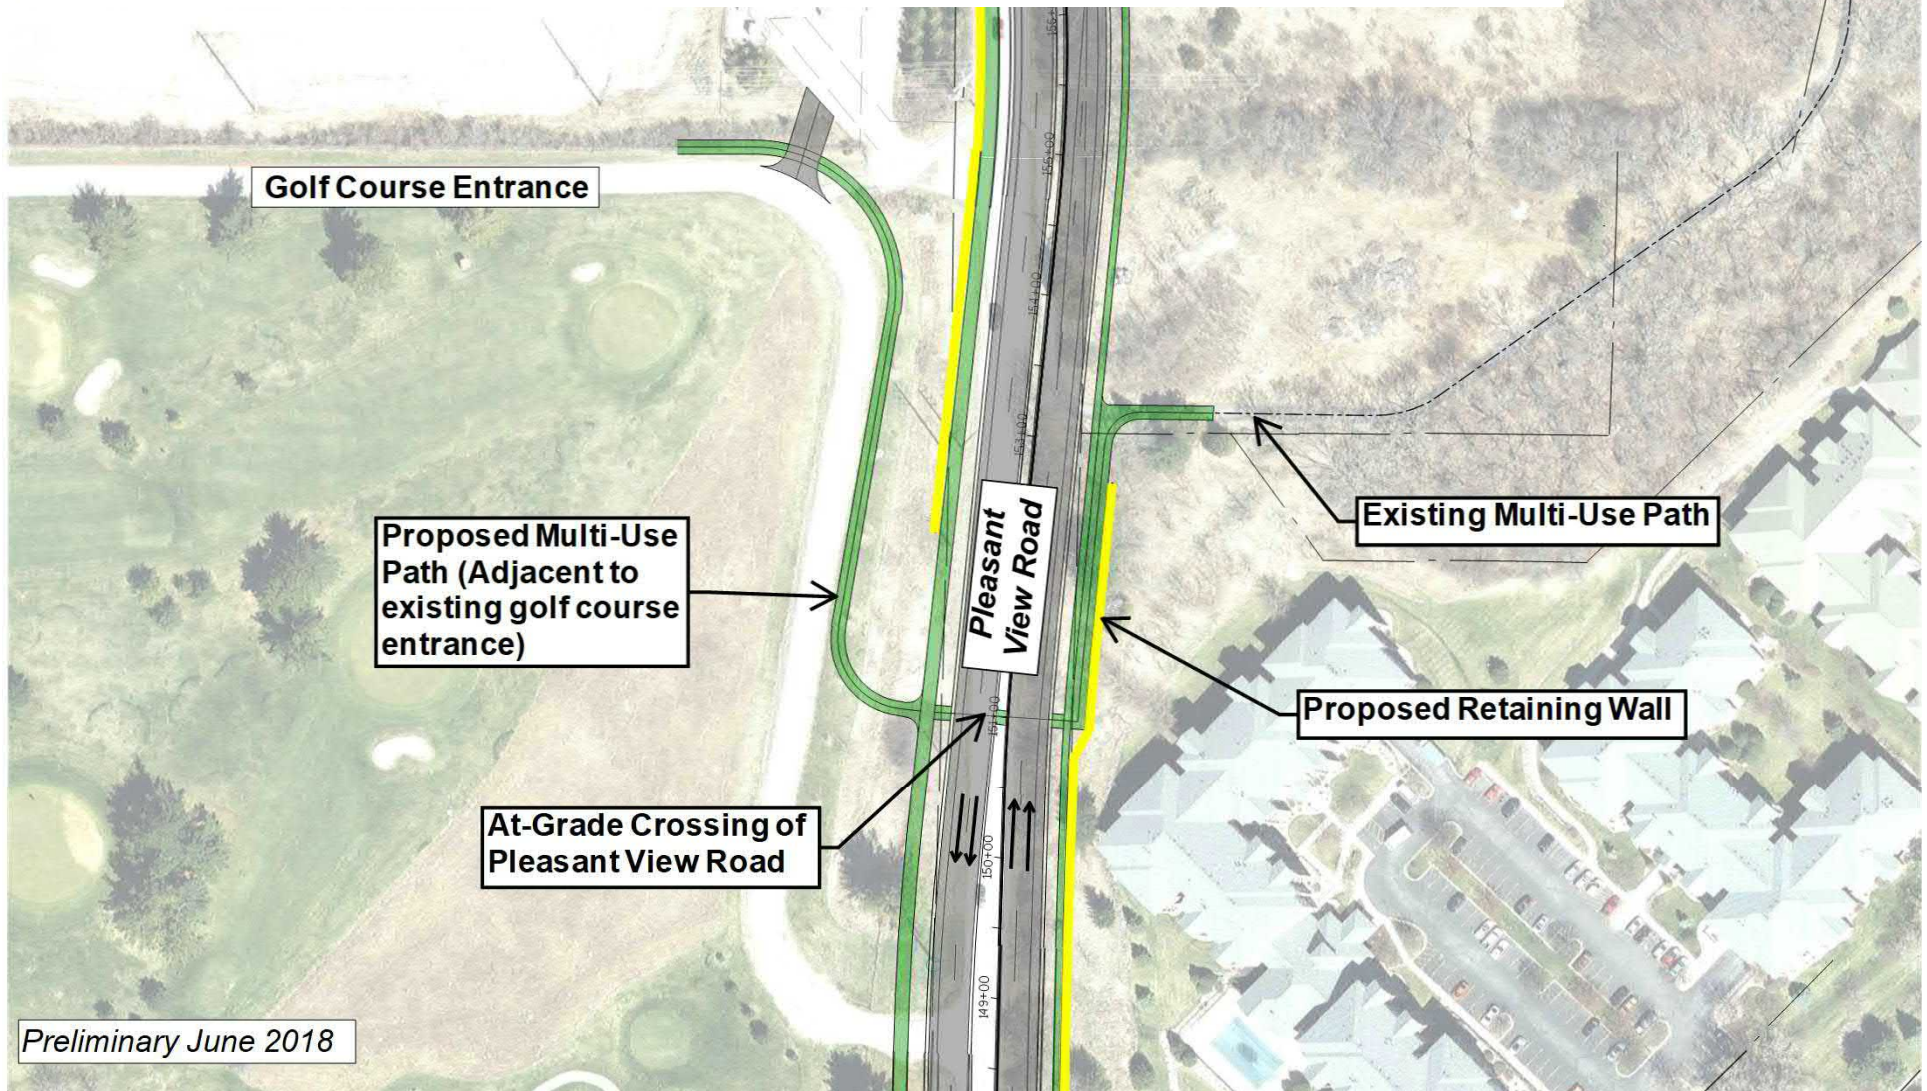 156+
155+00
Golf Course Entrance
154+00
153+00
Pleasant
View Road
Existing Multi-Use Path
Proposed Multi-Use
Path (Adjacent to
existing golf course
entrance)
Proposed Retaining Wall
151+00
At-Grade Crossing of
Pleasant View Road
150+00
149+00
Preliminary June 2018